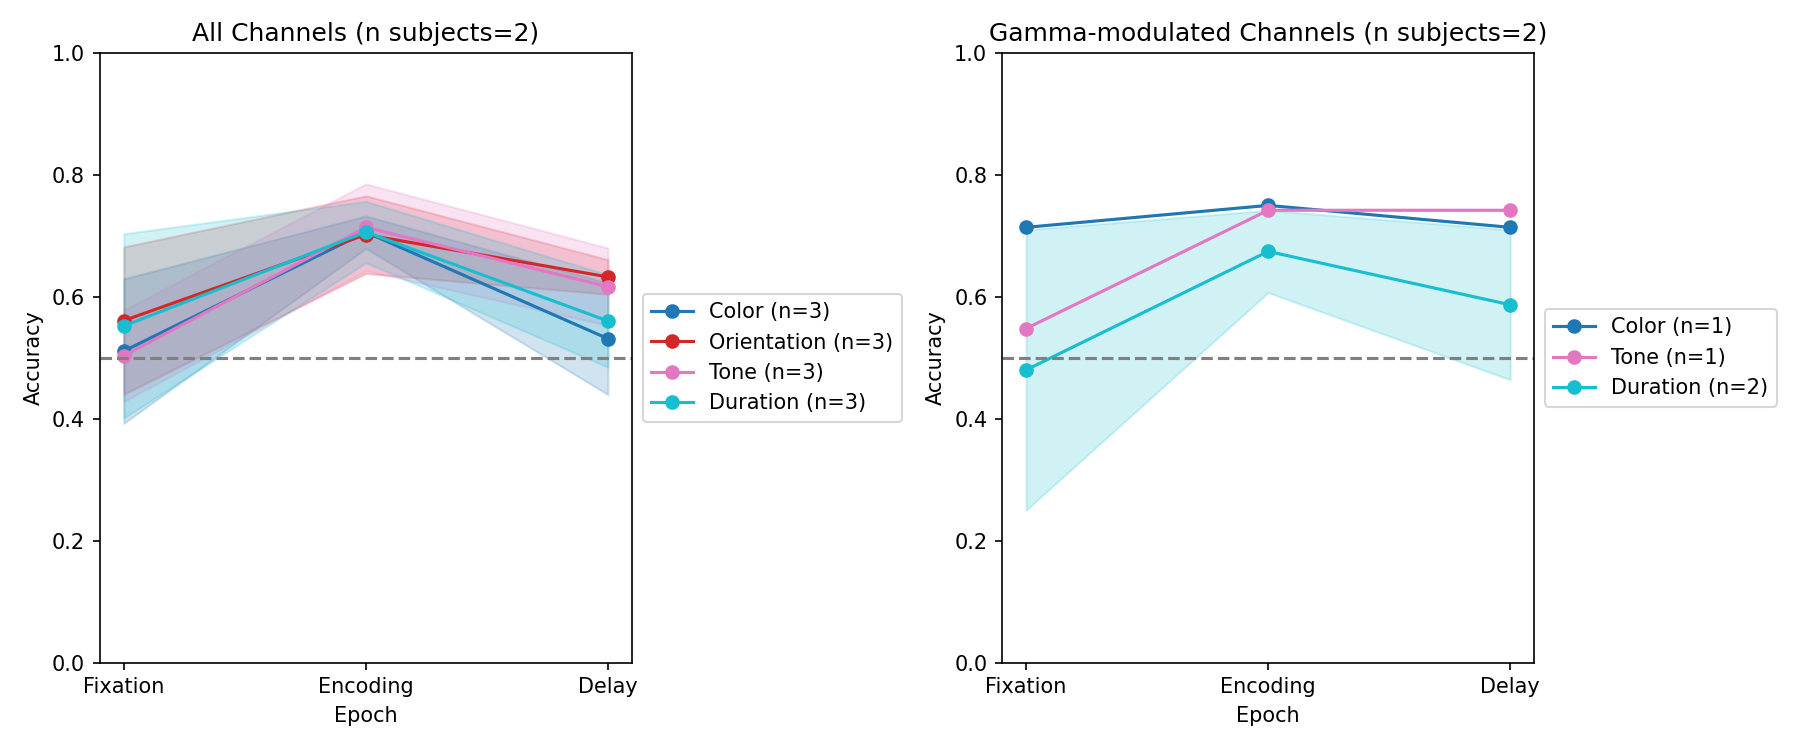 All Channels (n subjects=2)
1.0
0.8
0.6
0.4
0.2
0.0
Accuracy
Fixation
Encoding
Delay
Epoch
Color (n=3)
Orientation (n=3)
Tone (n=3)
Duration (n=3)
Gamma-modulated Channels (n subjects=2)
1.0
0.8
0.6
0.4
0.2
0.0
Accuracy
Fixation
Encoding
Delay
Epoch
Color (n=1)
Tone (n=1)
Duration (n=2)